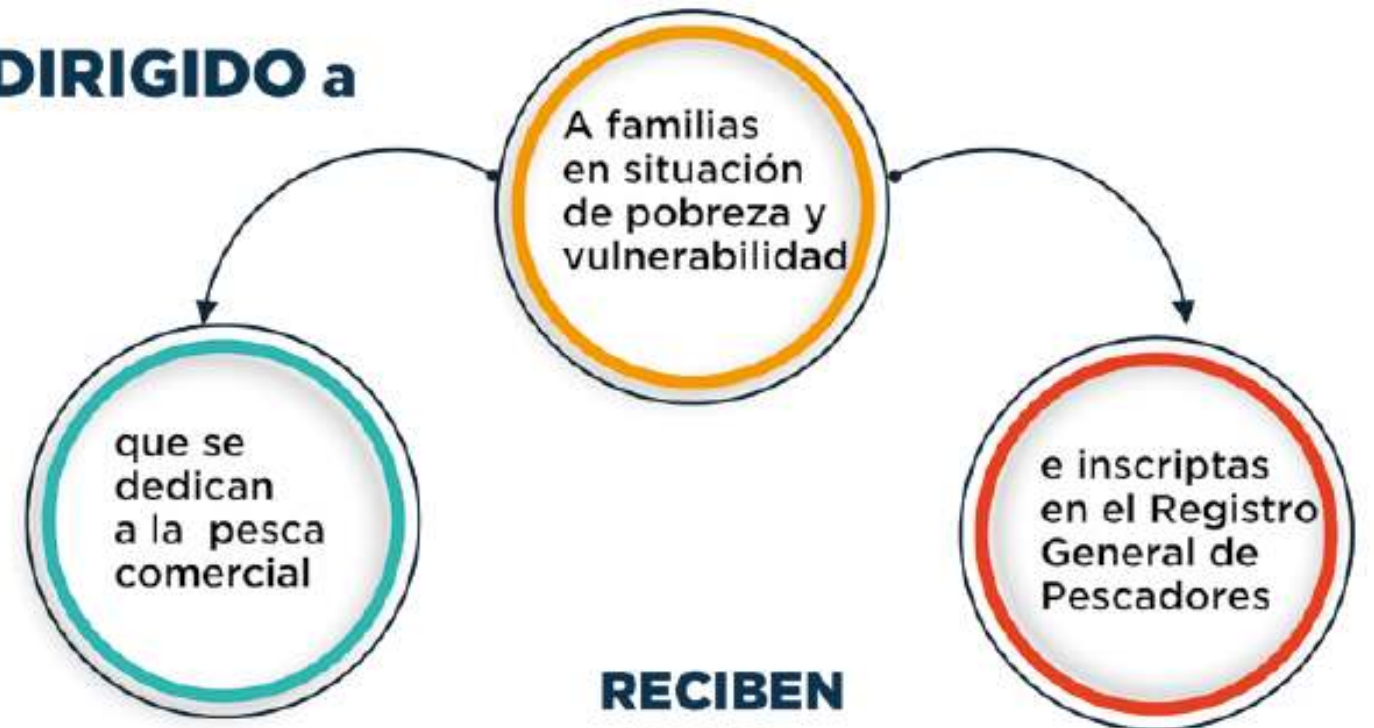 DIRIGIDO a
A familias
en situación
de pobreza y
vulnerabilidad
que se
dedican
a la pesca
comercial
e inscriptas
en el Registro
General de
Pescadores
RECIBEN